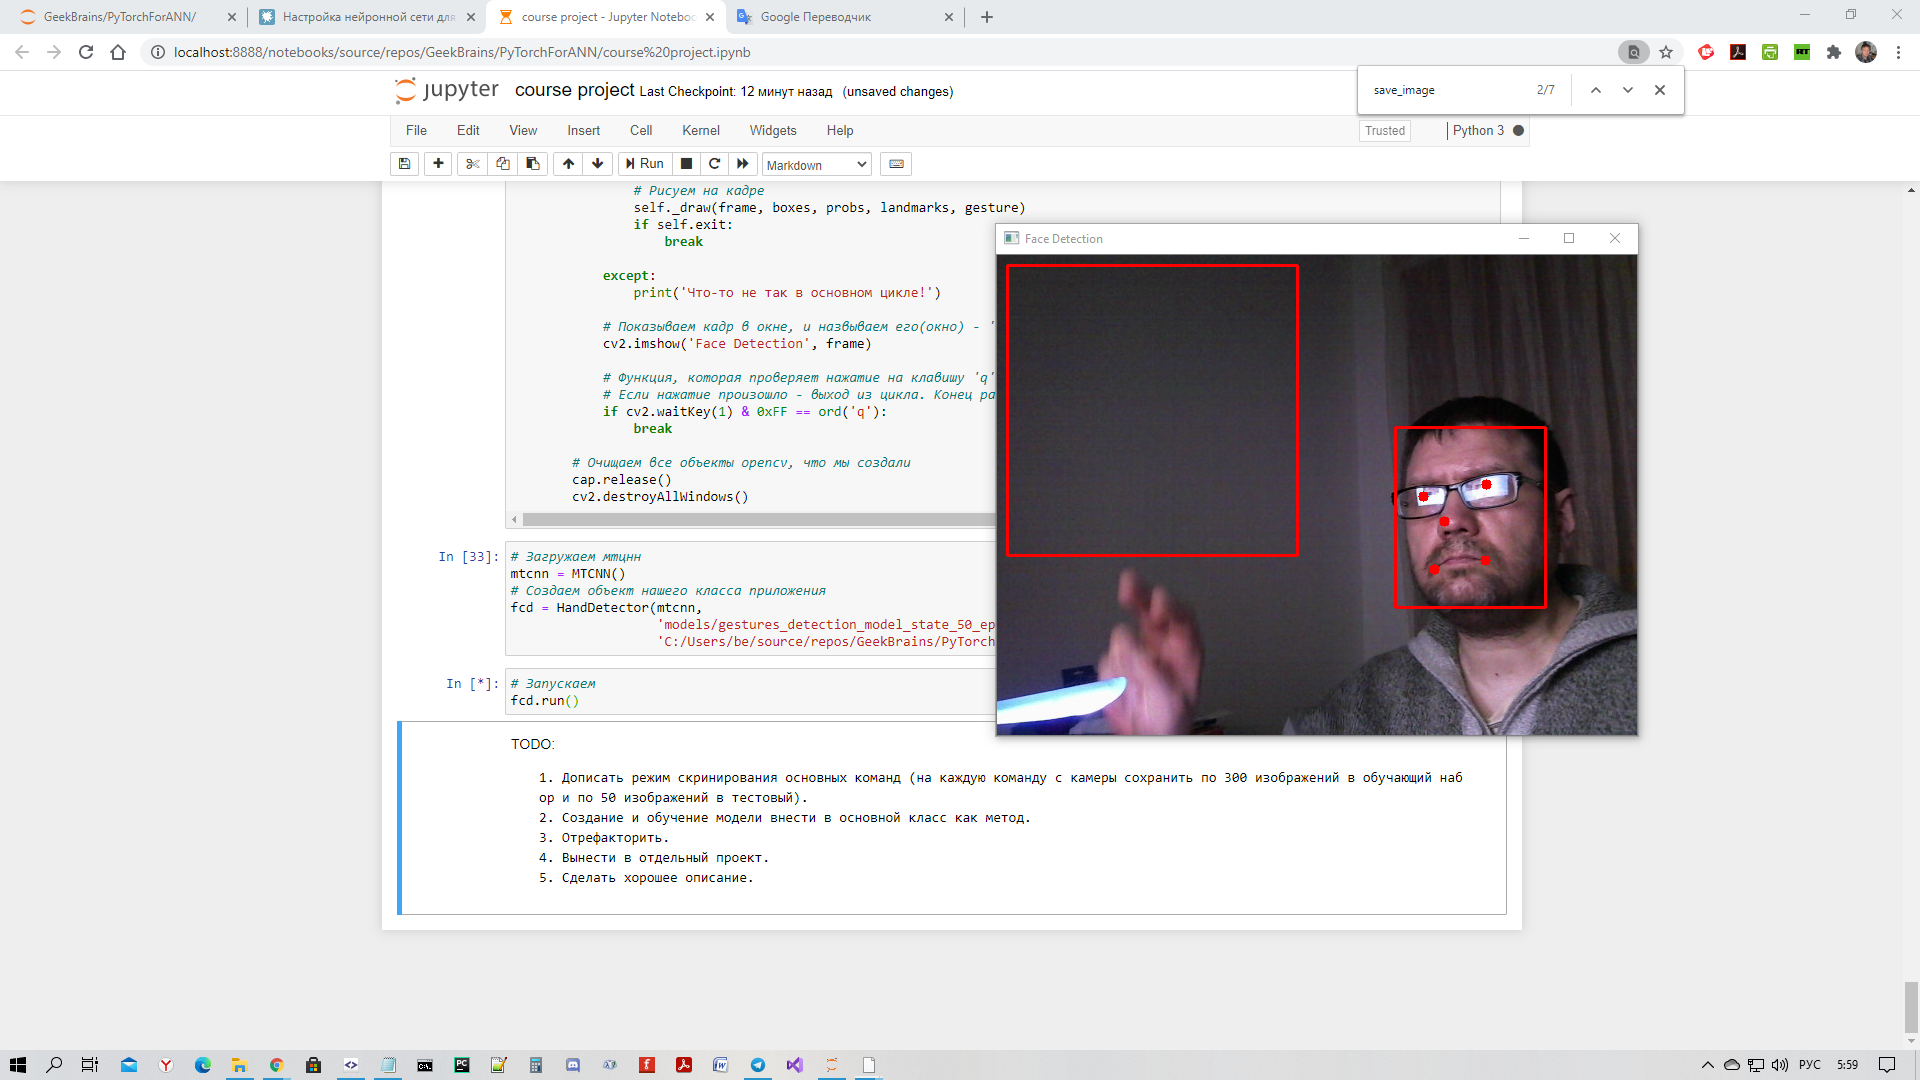 GeekBrains/PyTorchForANN/
Настройка нейронной сети для
course project - Jupyter Noteboo
Google Переводчик
localhost:8888/notebooks/source/repos/GeekBrains/PyTorchForANN/course%20project.ipynb
save_image 2/7
jupyter course project Last Checkpoint: 12 минут назад (unsaved changes)
File Edit View Insert Cell Kernel Widgets Help
Trusted Python 3
Run Markdown
# Рисуем на кадре
self._draw(frame, boxes, probs, landmarks, gesture)
if self.exit:
break
except:
print('Что-то не так в основном цикле!')
# Показываем кадр в окне, и назвываем его(окно) - '
cv2.imshow('Face Detection', frame)
# Функция, которая проверяет нажатие на клавишу 'q'
# Если нажатие произошло - выход из цикла. Конец ра
if cv2.waitKey(1) & 0xFF == ord('q'):
break
# Очищаем все объекты opencv, что мы создали
cap.release()
cv2.destroyAllWindows()
Face Detection
In [33]: # Загружаем мтцнн
mtcnn = MTCNN()
# Создаем объект нашего класса приложения
fcd = HandDetector(mtcnn,
'models/gestures_detection_model_state_50_ep
'C:/Users/be/source/repos/GeekBrains/PyTorch
In [*]: # Запускаем
fcd.run()
TODO:
1. Дописать режим скринирования основных команд (на каждую команду с камеры сохранить по 300 изображений в обучающий наб
ор и по 50 изображений в тестовый).
2. Создание и обучение модели внести в основной класс как метод.
3. Отрефакторить.
4. Вынести в отдельный проект.
5. Сделать хорошее описание.
РУС 5:59